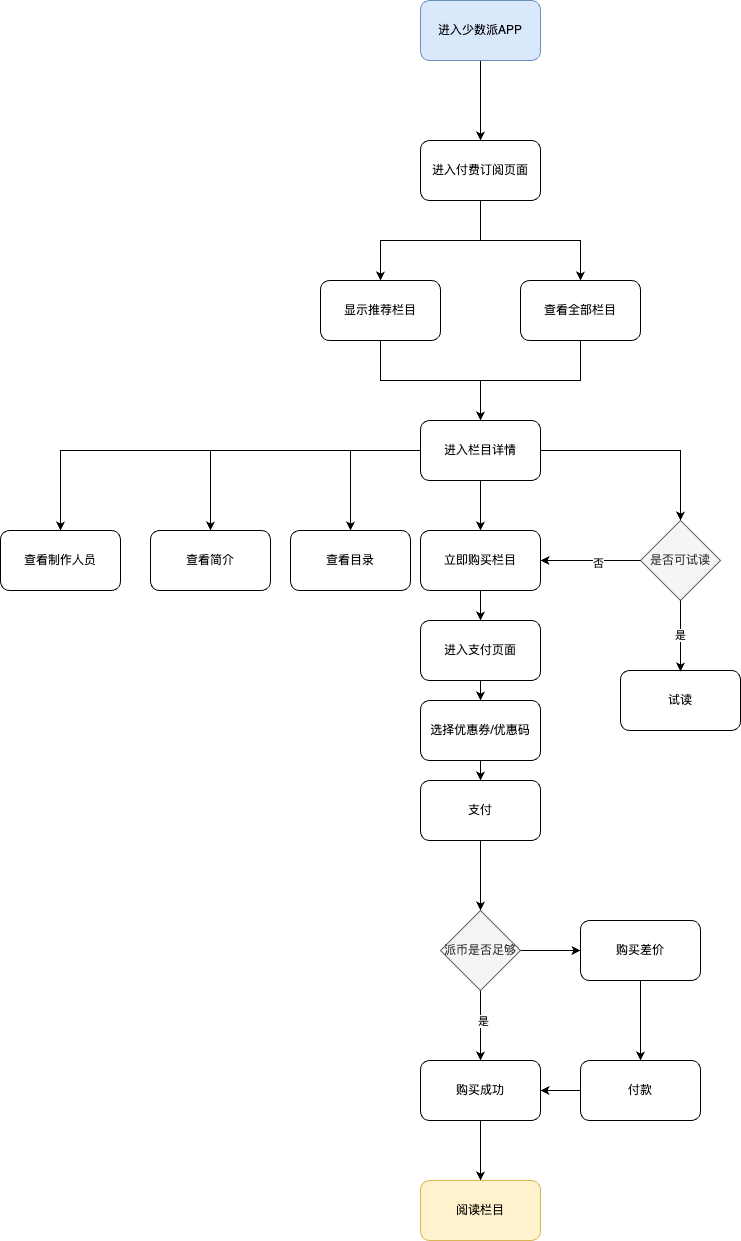 进入少数派APP
进入付费订阅页面
显示推荐栏目
查看全部栏目
进入栏目详情
查看制作人员
查看简介
查看目录
立即购买栏目
否
是否可试读
是
进入支付页面
试读
选择优惠券/优惠码
支付
派币是否足够
购买差价
是
购买成功
付款
阅读栏目